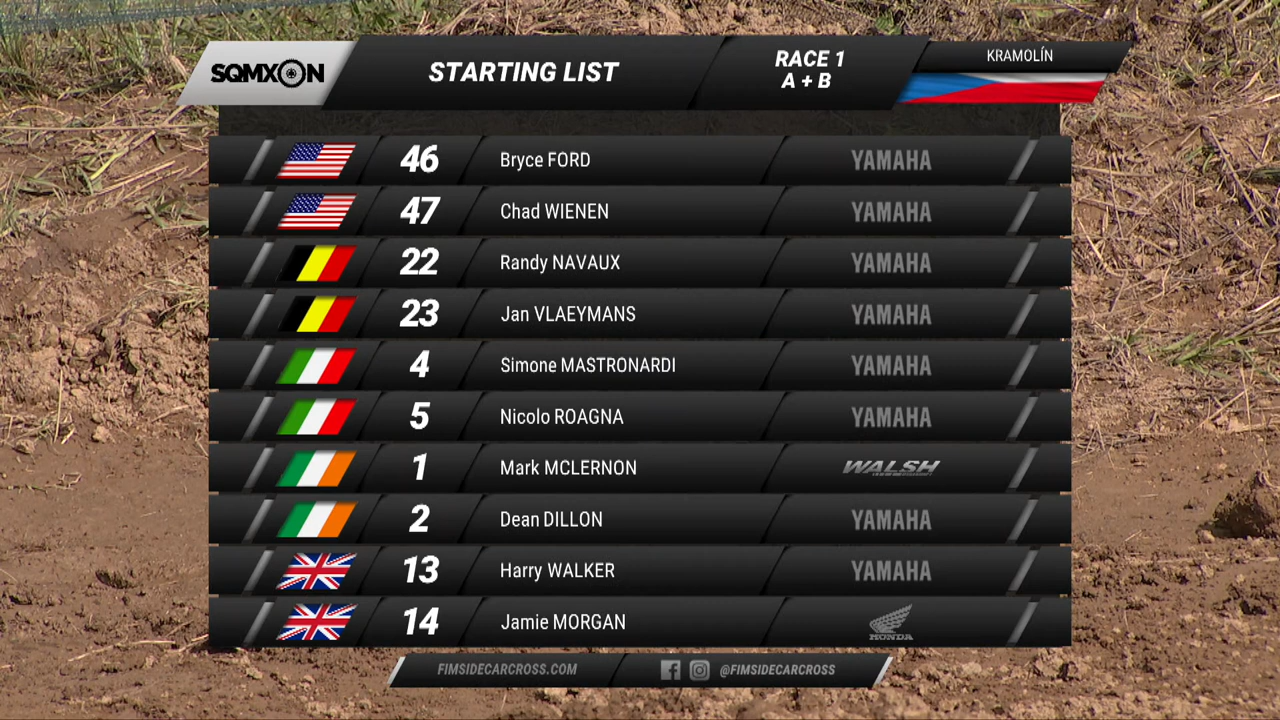 SQMXON
STARTING LIST
RACE 1
A + B
KRAMOLÍN
46 Bryce FORD YAMAHA
47 Chad WIENEN YAMAHA
22 Randy NAVAUX YAMAHA
23 Jan VLAEYMANS YAMAHA
4 Simone MASTRONARDI YAMAHA
5 Nicolo ROAGNA YAMAHA
1 Mark MCLERNON WALSH
2 Dean DILLON YAMAHA
13 Harry WALKER YAMAHA
14 Jamie MORGAN HONDA
FIMSIDECARCROSS.COM @FIMSIDECARCROSS